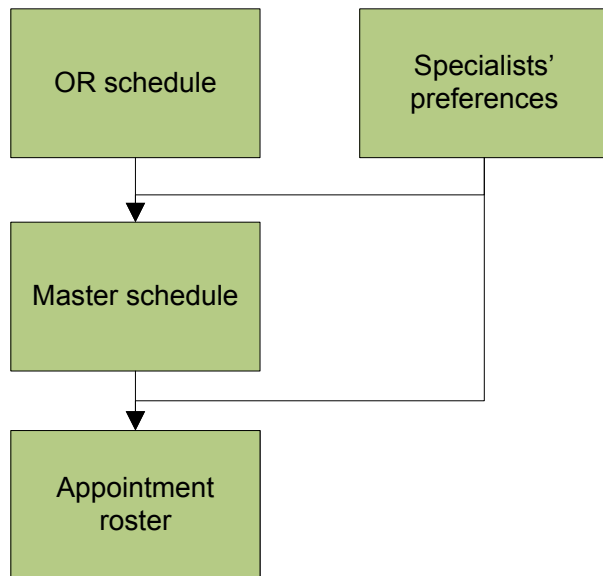 OR schedule
Specialists’
preferences
Master schedule
Appointment
roster